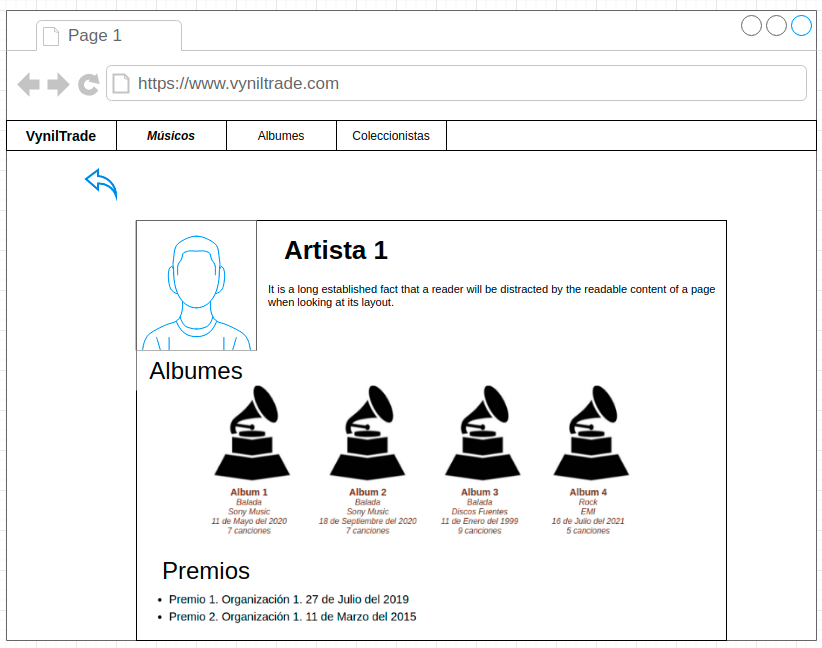 Page 1
https://www.vyniltrade.com
VynilTrade Músicos Albumes Coleccionistas
Artista 1
It is a long established fact that a reader will be distracted by the readable content of a page
when looking at its layout.
Albumes
Album 1 Album 2 Album 3 Album 4
Balada Balada Balada Rock
Sony Music Sony Music Discos Fuentes EMI
11 de Mayo del 2020 18 de Septiembre del 2020 11 de Enero del 1999 16 de Julio del 2021
7 canciones 7 canciones 9 canciones 5 canciones
Premios
• Premio 1. Organización 1. 27 de Julio del 2019
• Premio 2. Organización 1. 11 de Marzo del 2015